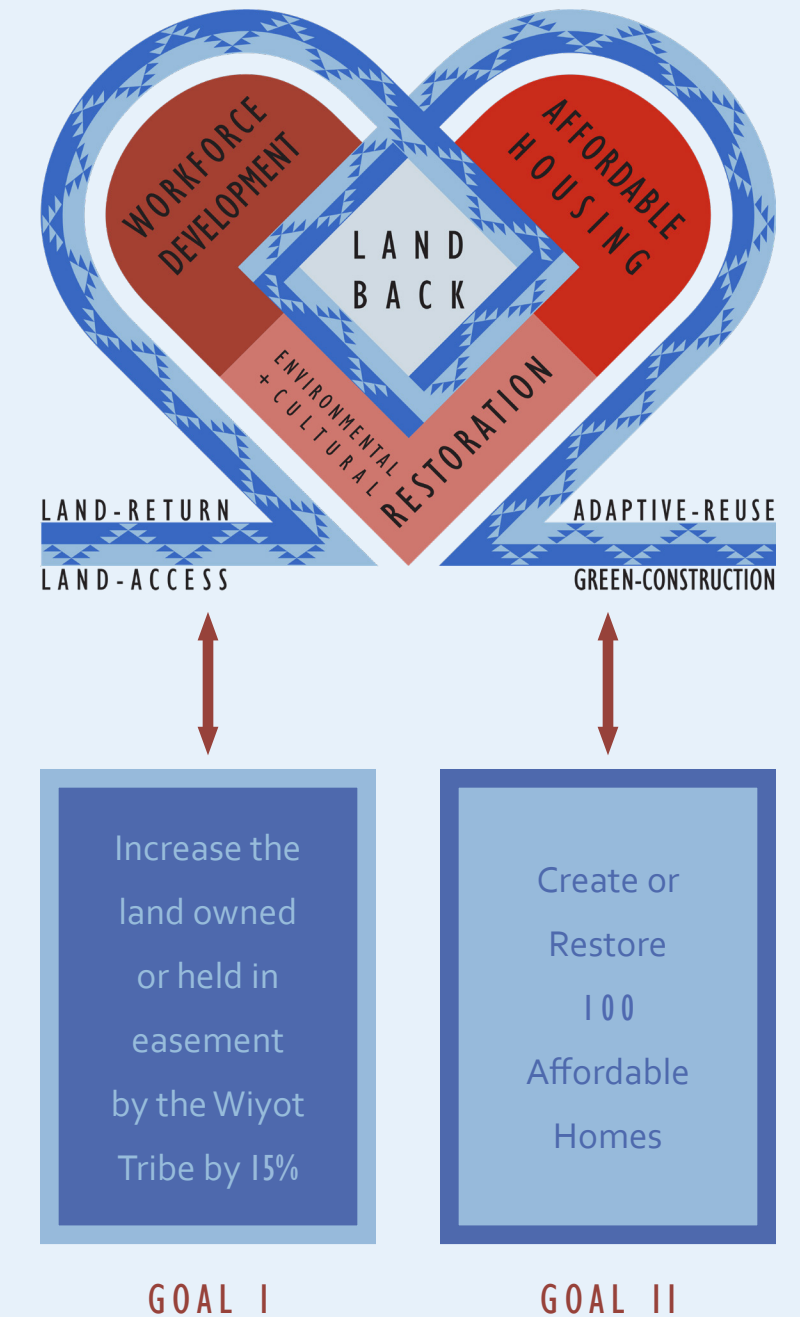 WORKFORCE
DEVELOPMENT
AFFORDABLE
HOUSING
LAND
BACK
ENVIRONMENTAL
+ CULTURAL
RESTORATION
LAND-RETURN
LAND-ACCESS
ADAPTIVE-REUSE
GREEN-CONSTRUCTION
Increase the
land owned
or held in
easement
by the Wiyot
Tribe by 15%
Create or
Restore
100
Affordable
Homes
GOAL I
GOAL II